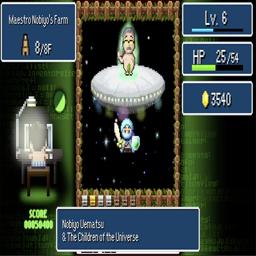 Maestro Nobiyo's Farm
8/8F
Lv. 6
HP 25/54
3540
SCORE
00050400
Nobiyo Uematsu
& The Children of the Universe